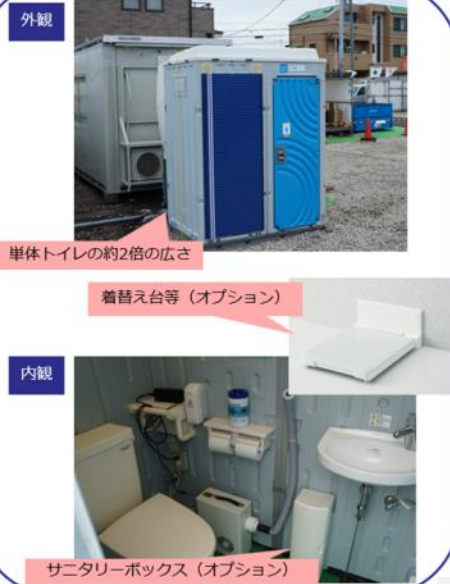 外観
単体トイレの約2倍の広さ
着替え台等（オプション）
内観
サニタリーボックス（オプション）